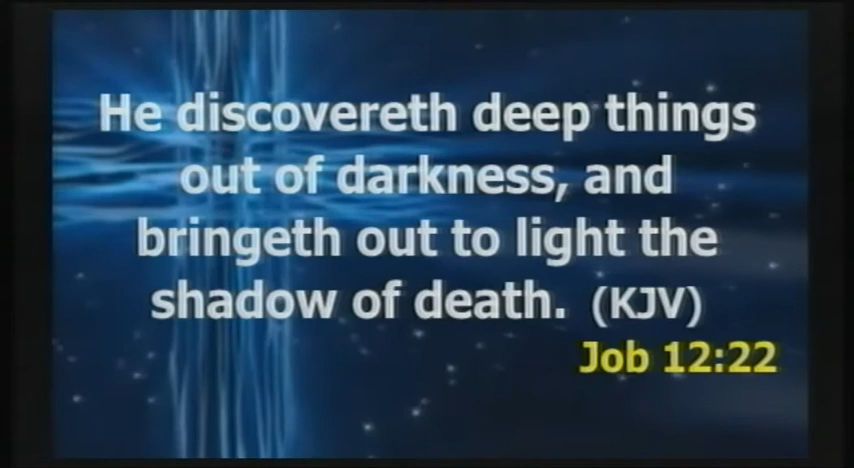 He discovereth deep things
out of darkness, and
bringeth out to light the
shadow of death. (KJV)
Job 12:22